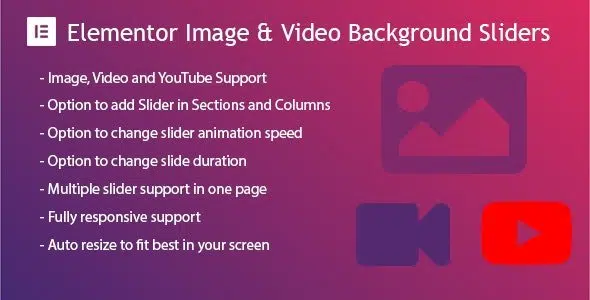 Elementor Image & Video Background Sliders
- Image, Video and YouTube Support
- Option to add Slider in Sections and Columns
- Option to change slider animation speed
- Option to change slide duration
- Multiple slider support in one page
- Fully responsive support
- Auto resize to fit best in your screen